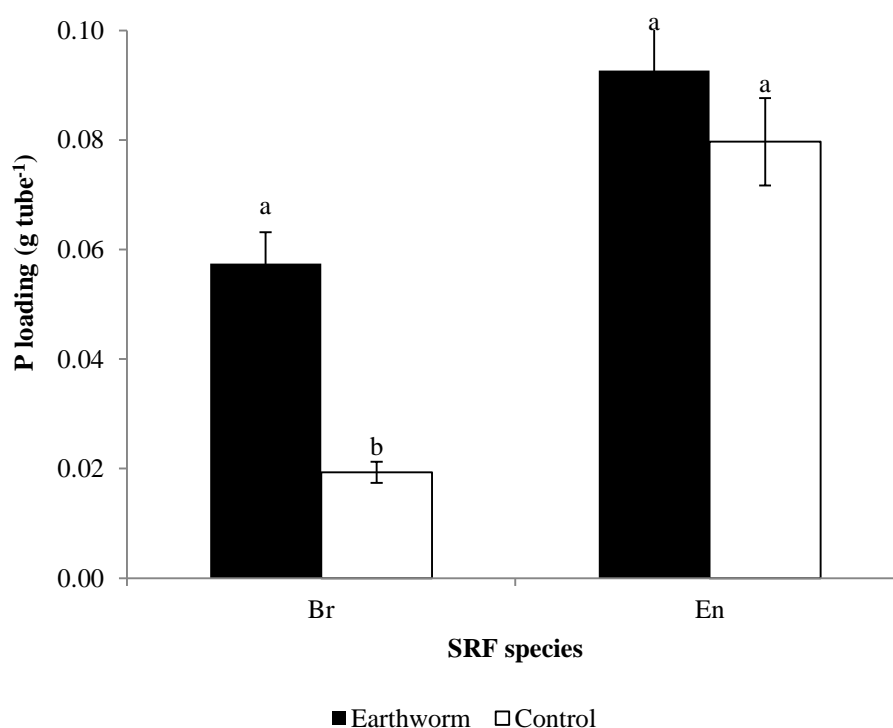 P loading (g tube-1)
0.10
0.08
0.06
0.04
0.02
0.00
a
b
a
a
Br
En
SRF species
Earthworm
Control